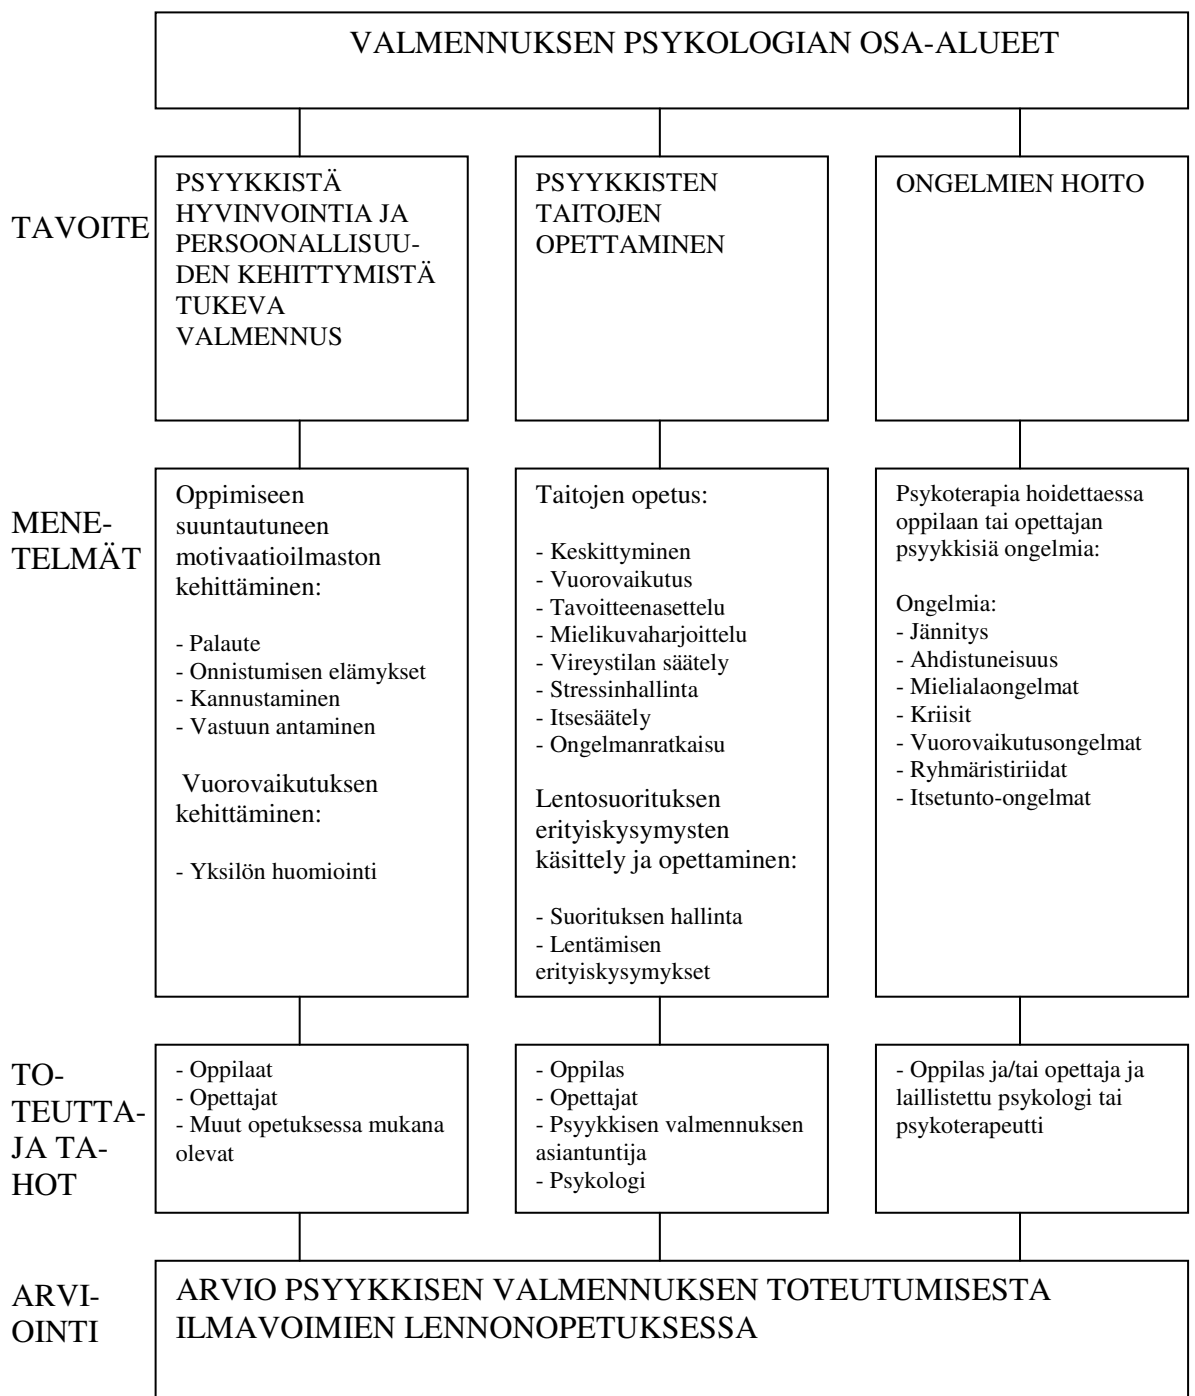 VALMENNUKSEN PSYKOLOGIAN OSA-ALUEET
TAVOITE
PSYYKKISTÄ
HYVINVOINTIA JA
PERSOONALLISUU-
DEN KEHITTYMISTÄ
TUKEVA
VALMENNUS
PSYYKKISTEN
TAITOJEN
OPETTAMINEN
ONGELMIEN HOITO
MENE-
TELMÄT
Oppimiseen
suuntautuneen
motivaatioilmaston
kehittäminen:
- Palaute
- Onnistumisen elämykset
- Kannustaminen
- Vastuun antaminen
Vuorovaikutuksen
kehittäminen:
- Yksilön huomiointi
Taitojen opetus:
- Keskittyminen
- Vuorovaikutus
- Tavoitteenasettelu
- Mielikuvaharjoittelu
- Vireystilan säätely
- Stressinhallinta
- Itsesäätely
- Ongelmanratkaisu
Lentosuorituksen
erityiskysymysten
käsittely ja opettaminen:
- Suorituksen hallinta
- Lentämisen
erityiskysymykset
Psykoterapia hoidettaessa
oppilaan tai opettajan
psyykkisiä ongelmia:
Ongelmia:
- Jännitys
- Ahdistuneisuus
- Mielialaongelmat
- Kriisit
- Vuorovaikutusongelmat
- Ryhmäristiriidat
- Itsetunto-ongelmat
TO-
TEUTTA-
JA TA-
HOT
- Oppilaat
- Opettajat
- Muut opetuksessa mukana
olevat
- Oppilas
- Opettajat
- Psyykkisen valmennuksen
asiantuntija
- Psykologi
- Oppilas ja/tai opettaja ja
laillistettu psykologi tai
psykoterapeutti
ARVI-
OINTI
ARVIO PSYYKKISEN VALMENNUKSEN TOTEUTUMISESTA
ILMAVOIMIEN LENNONOPETUKSESSA